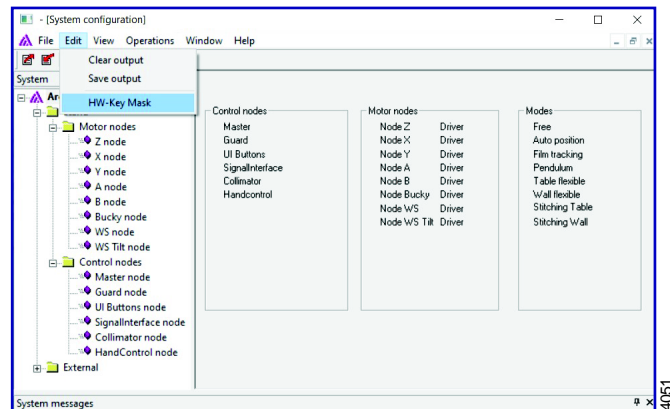 - [System configuration]
File Edit View Operations Window Help
Clear output
Save output
HW-Key Mask
System
Motor nodes
Z node
X node
Y node
A node
B node
Bucky node
WS node
WS Tilt node
Control nodes
Master node
Guard node
UI Buttons node
SignalInterface node
Collimator node
HandControl node
External
Control nodes
Master
Guard
UI Buttons
SignalInterface
Collimator
Handcontrol
Motor nodes
Node Z Driver
Node X Driver
Node Y Driver
Node A Driver
Node B Driver
Node Bucky Driver
Node WS Driver
Node WS Tilt Driver
Modes
Free
Auto position
Film tracking
Pendulum
Table flexible
Wall flexible
Stitching Table
Stitching Wall
System messages
4051